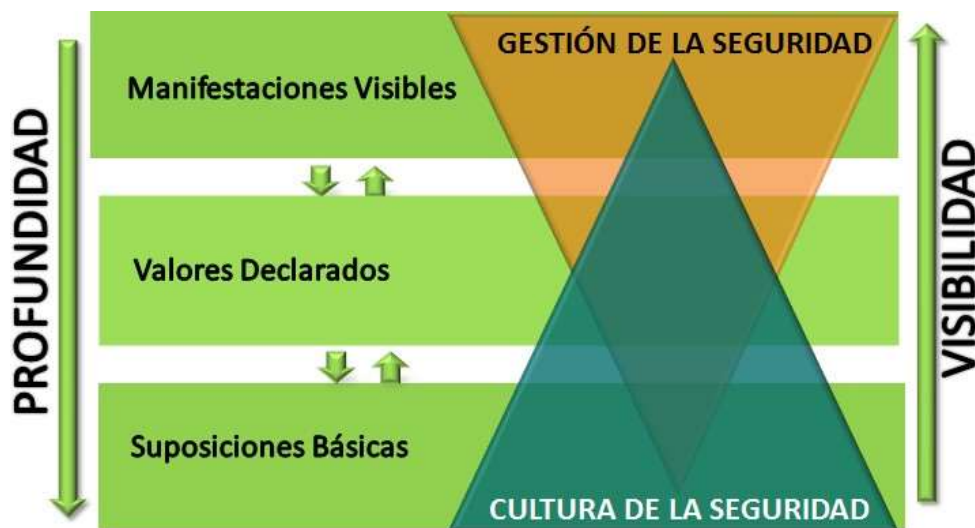 GESTIÓN DE LA SEGURIDAD
Manifestaciones Visibles
PROFUNDIDAD
Valores Declarados
VISIBILIDAD
Suposiciones Básicas
CULTURA DE LA SEGURIDAD